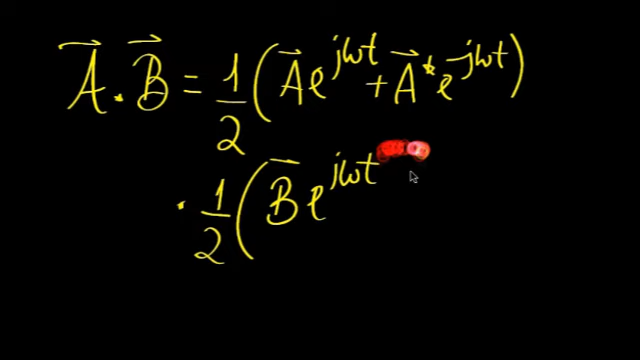 A⃗ · B⃗ = 1/2 ( A⃗ e^{jωt} + A⃗* e^{-jωt} )
· 1/2 ( B⃗ e^{jωt}